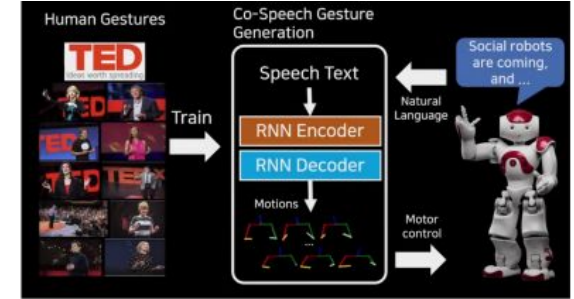 Human Gestures
TED
Ideas worth spreading
Train
Co-Speech Gesture
Generation
Speech Text
RNN Encoder
RNN Decoder
Motions
...
Natural
Language
Motor
control
Social robots
are coming,
and ...